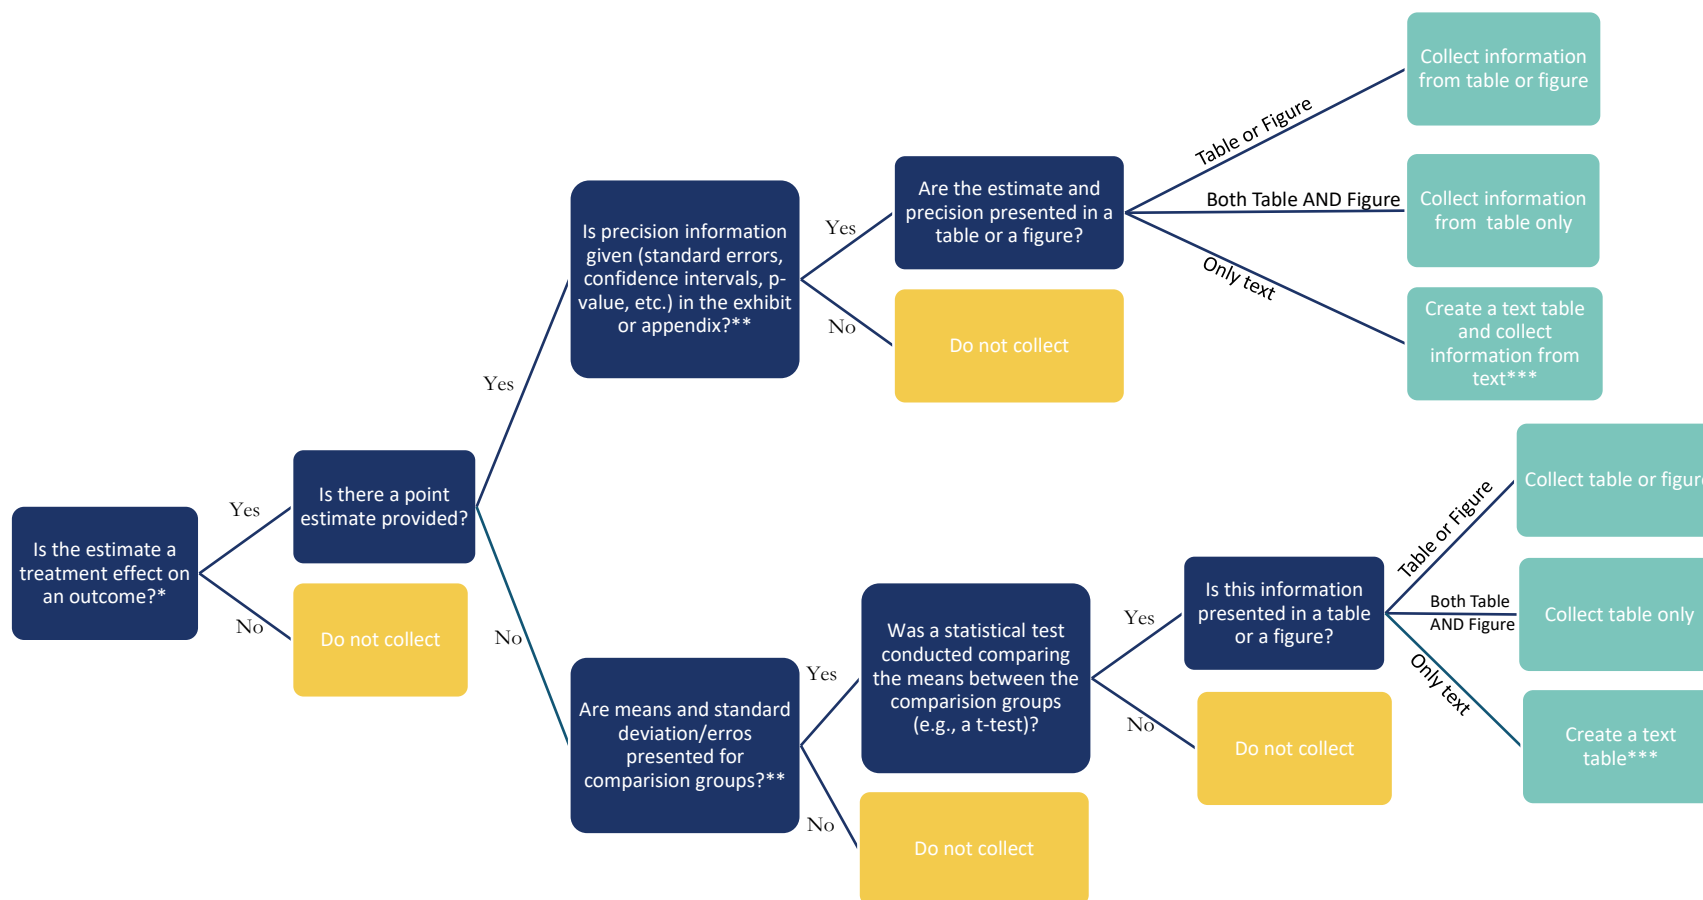 Is the estimate a
treatment effect on
an outcome?*
Yes
No
Is there a point
estimate provided?
Do not collect
Yes
No
Is precision information
given (standard errors,
confidence intervals, p-
value, etc.) in the exhibit
or appendix?**
Yes
No
Are the estimate and
precision presented in a
table or a figure?
Do not collect
Table or Figure
Both Table AND Figure
Only text
Collect information
from table or figure
Collect information
from table only
Create a text table
and collect
information from
text***
Are means and standard
deviation/erros
presented for
comparision groups?**
Yes
No
Was a statistical test
conducted comparing
the means between the
comparision groups
(e.g., a t-test)?
Do not collect
Yes
No
Is this information
presented in a table
or a figure?
Do not collect
Table or Figure
Both Table
AND Figure
Only text
Collect table or figure
Collect table only
Create a text
table***